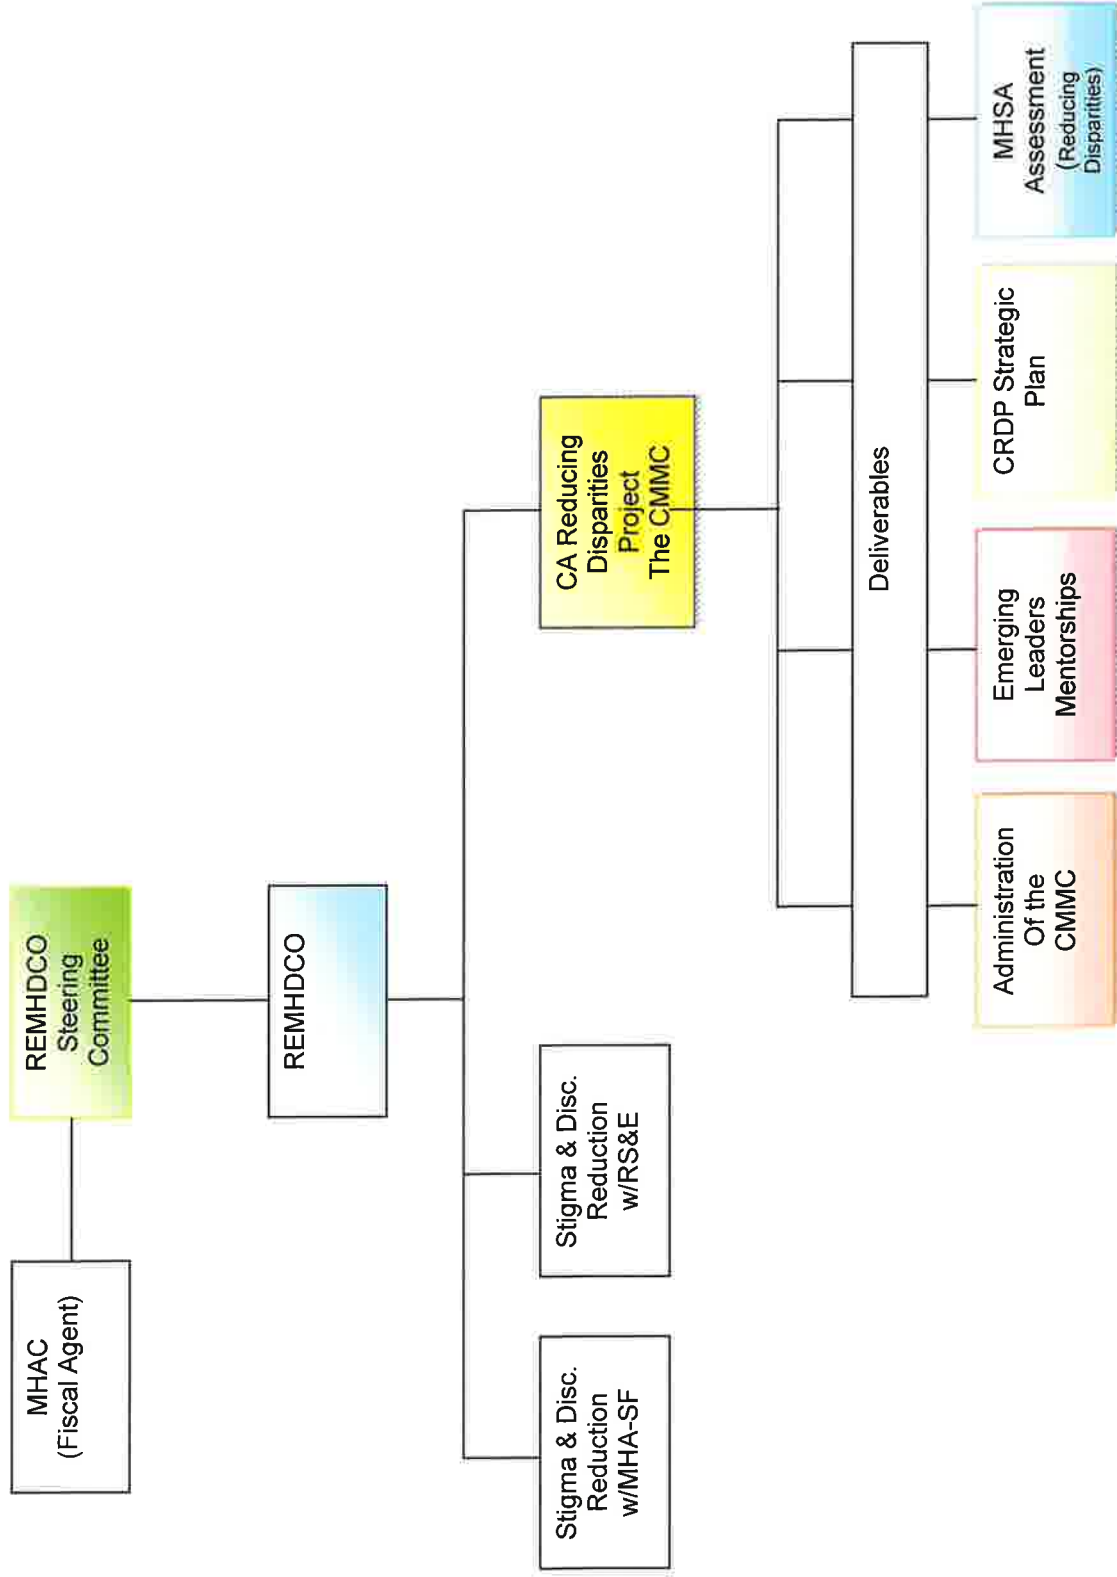 MHAC
(Fiscal Agent)
REMHDCO
Steering
Committee
REMHDCO
Stigma & Disc.
Reduction
w/MHA-SF
Stigma & Disc.
Reduction
w/RS&E
CA Reducing
Disparities
Project
The CMMC
Deliverables
Administration
Of the
CMMC
Emerging
Leaders
Mentorships
CRDP Strategic
Plan
MHSA
Assessment
(Reducing
Disparities)